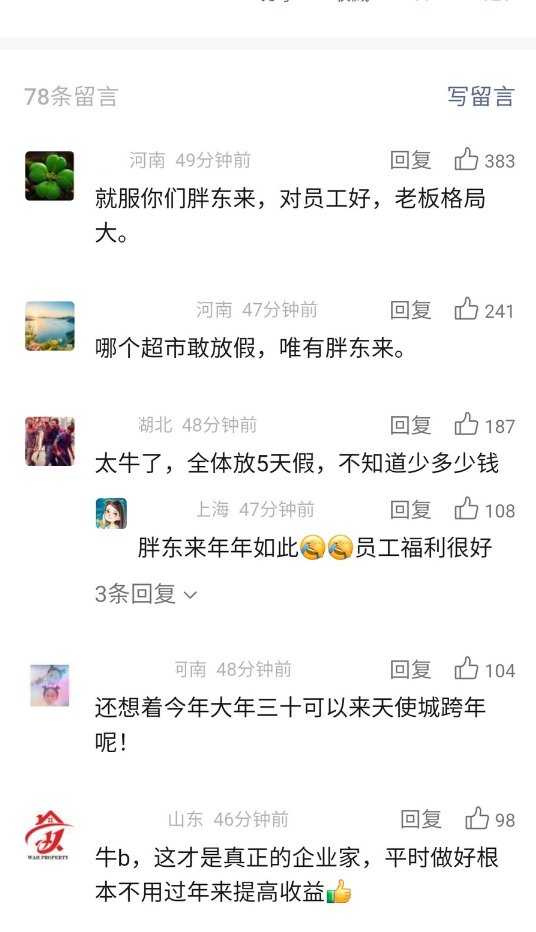 78条留言 写留言
河南 49分钟前 回复 383
就服你们胖东来，对员工好，老板格局
大。
河南 47分钟前 回复 241
哪个超市敢放假，唯有胖东来。
湖北 48分钟前 回复 187
太牛了，全体放5天假，不知道少多少钱
上海 47分钟前 回复 108
胖东来年年如此🤣🤣员工福利很好
3条回复
河南 48分钟前 回复 104
还想着今年大年三十可以来天使城跨年
呢！
山东 46分钟前 回复 98
WAH PROPERTY
牛b，这才是真正的企业家，平时做好根
本不用过年来提高收益👍